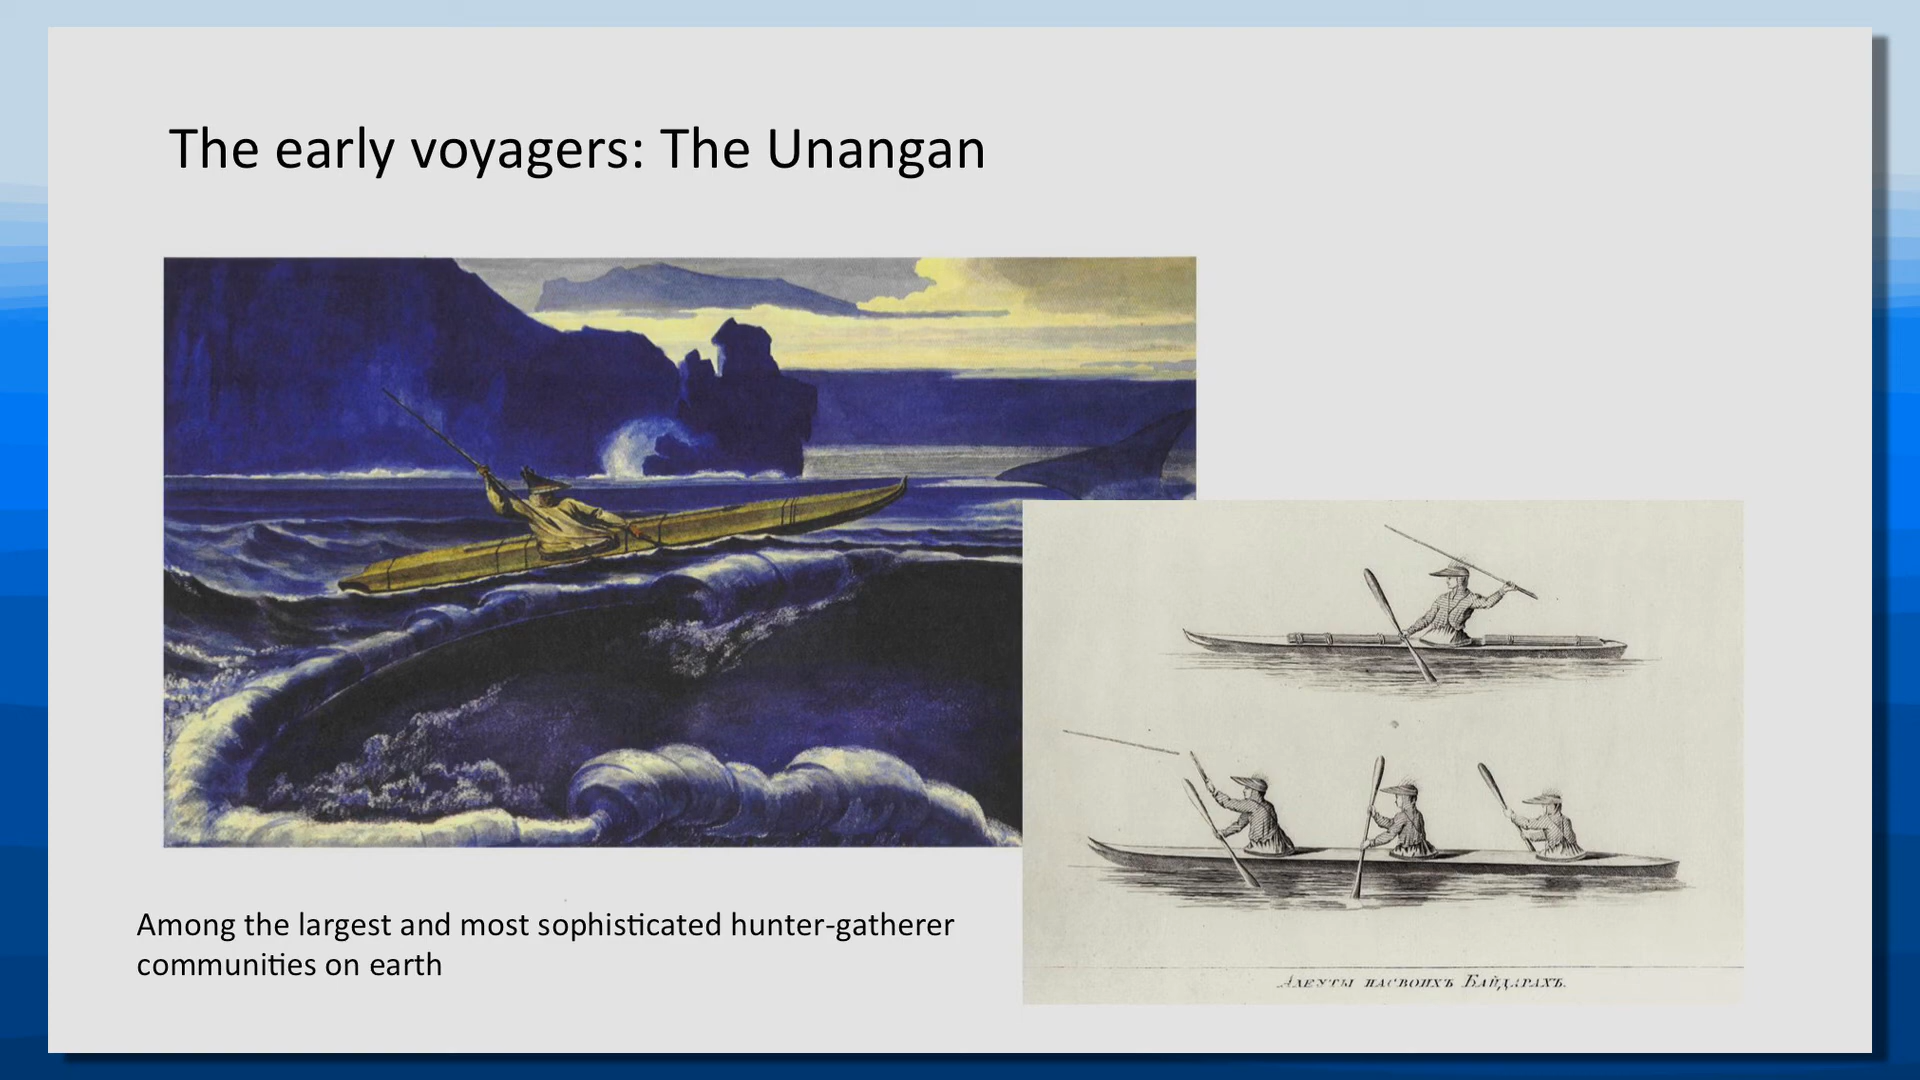 The early voyagers: The Unangan
Among the largest and most sophisticated hunter-gatherer
communities on earth
Алеуты на своихъ Байдарахъ.